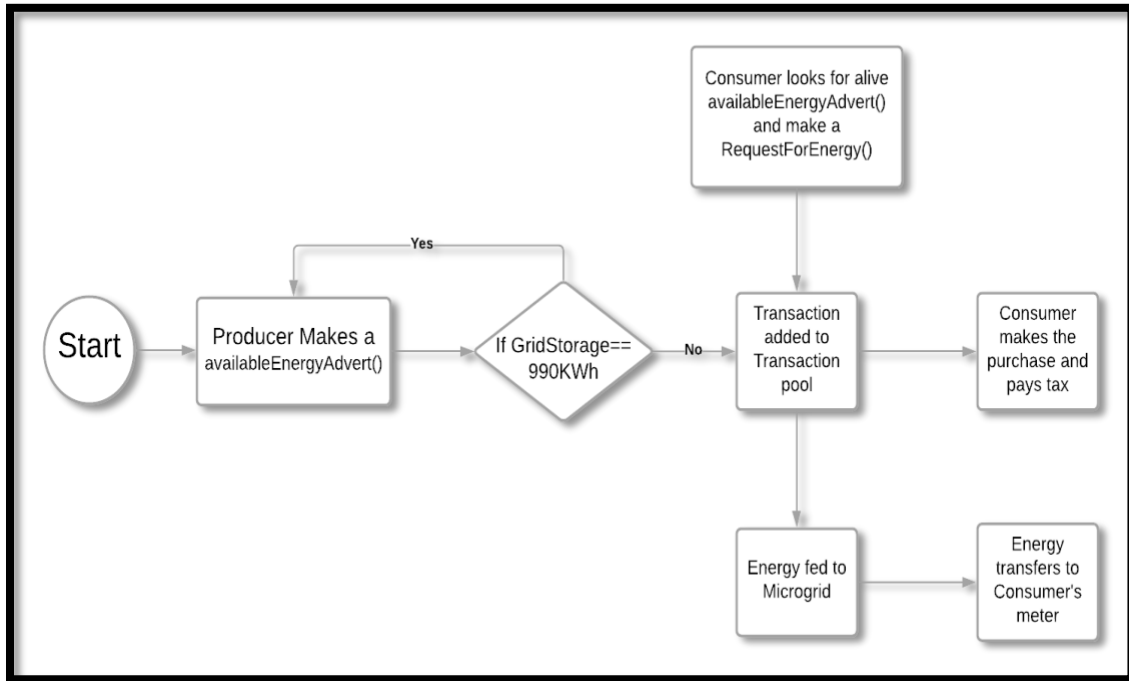 Consumer looks for alive
availableEnergyAdvert()
and make a
RequestForEnergy()
Yes
Start
Producer Makes a
availableEnergyAdvert()
If GridStorage==
990KWh
No
Transaction
added to
Transaction
pool
Consumer
makes the
purchase and
pays tax
Energy fed to
Microgrid
Energy
transfers to
Consumer's
meter